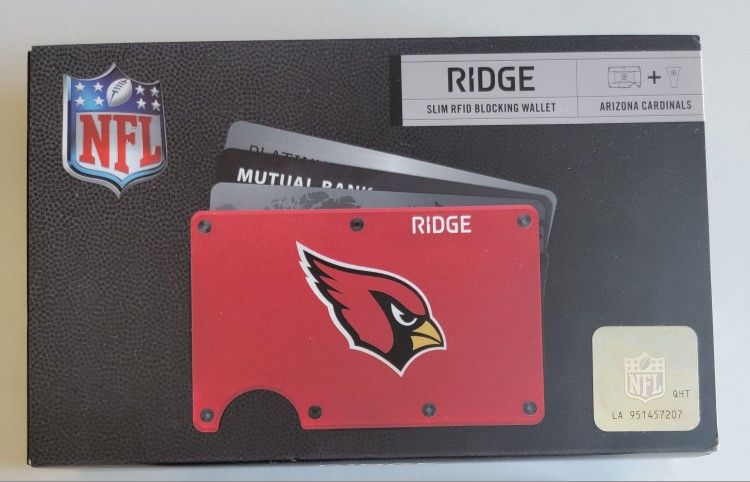 NFL
RIDGE
+
SLIM RFID BLOCKING WALLET
ARIZONA CARDINALS
MUTUAL BANK
RIDGE
NFL
QHT
LA 951457207